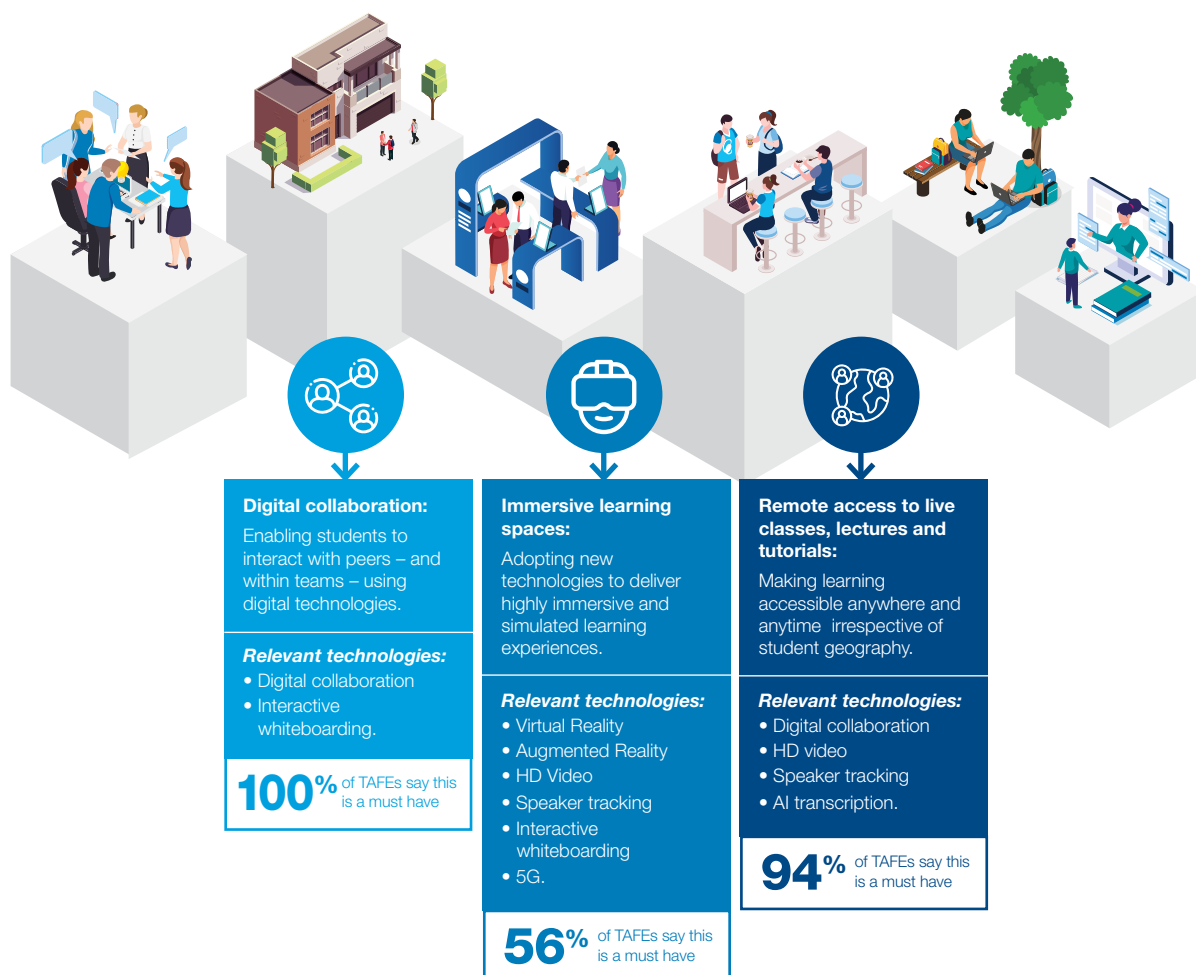 Digital collaboration:
Enabling students to
interact with peers – and
within teams – using
digital technologies.
Relevant technologies:
• Digital collaboration
• Interactive
whiteboarding.
100% of TAFEs say this
is a must have
Immersive learning
spaces:
Adopting new
technologies to deliver
highly immersive and
simulated learning
experiences.
Relevant technologies:
• Virtual Reality
• Augmented Reality
• HD Video
• Speaker tracking
• Interactive
whiteboarding
• 5G.
56% of TAFEs say this
is a must have
Remote access to live
classes, lectures and
tutorials:
Making learning
accessible anywhere and
anytime  irrespective of
student geography.
Relevant technologies:
• Digital collaboration
• HD video
• Speaker tracking
• AI transcription.
94% of TAFEs say this
is a must have